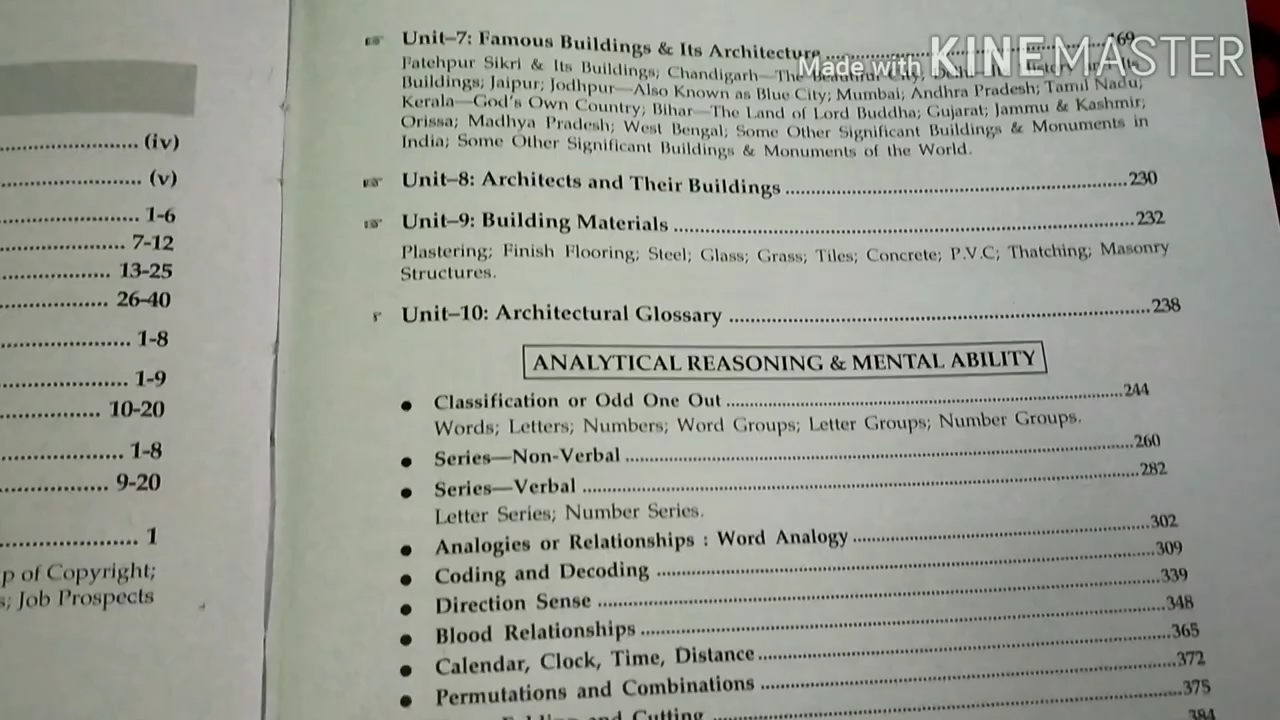 (iv)
(v)
1-6
7-12
13-25
26-40
1-8
1-9
10-20
1-8
9-20
1
p of Copyright;
s; Job Prospects
Unit–7: Famous Buildings & Its Architecture 169
Made with KINEMASTER
Fatehpur Sikri & Its Buildings; Chandigarh—The Beautiful City;
Buildings; Jaipur; Jodhpur—Also Known as Blue City; Mumbai; Andhra Pradesh; Tamil Nadu;
Kerala—God's Own Country; Bihar—The Land of Lord Buddha; Gujarat; Jammu & Kashmir;
Orissa; Madhya Pradesh; West Bengal; Some Other Significant Buildings & Monuments in
India; Some Other Significant Buildings & Monuments of the World.
Unit–8: Architects and Their Buildings 230
Unit–9: Building Materials 232
Plastering; Finish Flooring; Steel; Glass; Grass; Tiles; Concrete; P.V.C; Thatching; Masonry
Structures.
Unit–10: Architectural Glossary 238
ANALYTICAL REASONING & MENTAL ABILITY
Classification or Odd One Out 244
Words; Letters; Numbers; Word Groups; Letter Groups; Number Groups.
Series—Non-Verbal 260
Series—Verbal 282
Letter Series; Number Series.
Analogies or Relationships : Word Analogy 302
Coding and Decoding 309
Direction Sense 339
Blood Relationships 348
Calendar, Clock, Time, Distance 365
Permutations and Combinations 372
and Cutting 375
384